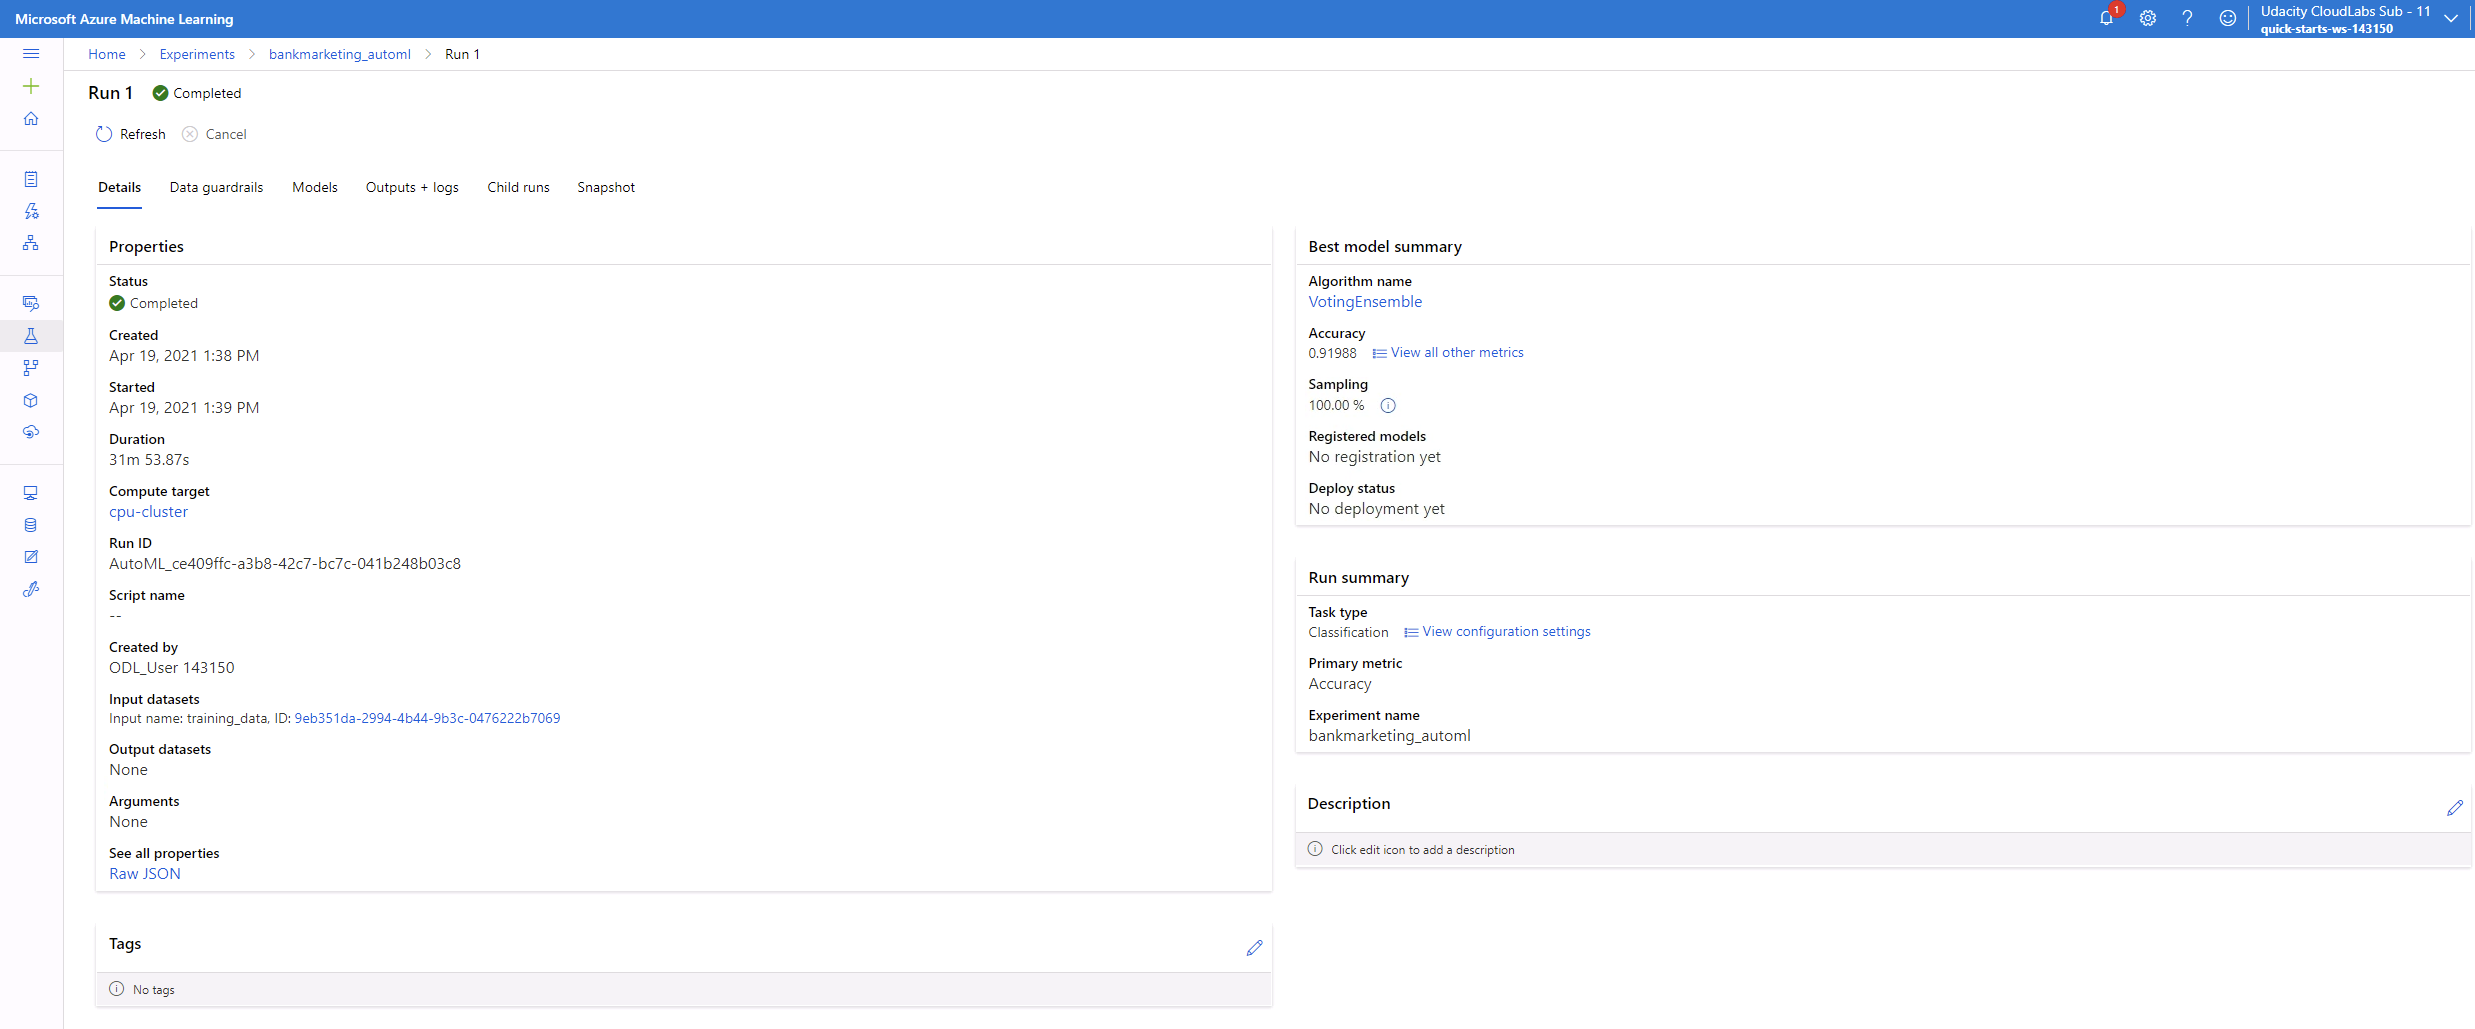 Microsoft Azure Machine Learning
1
Udacity CloudLabs Sub - 11
quick-starts-ws-143150
Home > Experiments > bankmarketing_automl > Run 1
Run 1 Completed
Refresh Cancel
Details Data guardrails Models Outputs + logs Child runs Snapshot
Properties
Status
Completed
Created
Apr 19, 2021 1:38 PM
Started
Apr 19, 2021 1:39 PM
Duration
31m 53.87s
Compute target
cpu-cluster
Run ID
AutoML_ce409ffc-a3b8-42c7-bc7c-041b248b03c8
Script name
--
Created by
ODL_User 143150
Input datasets
Input name: training_data, ID: 9eb351da-2994-4b44-9b3c-0476222b7069
Output datasets
None
Arguments
None
See all properties
Raw JSON
Tags
No tags
Best model summary
Algorithm name
VotingEnsemble
Accuracy
0.91988 View all other metrics
Sampling
100.00 %
Registered models
No registration yet
Deploy status
No deployment yet
Run summary
Task type
Classification View configuration settings
Primary metric
Accuracy
Experiment name
bankmarketing_automl
Description
Click edit icon to add a description